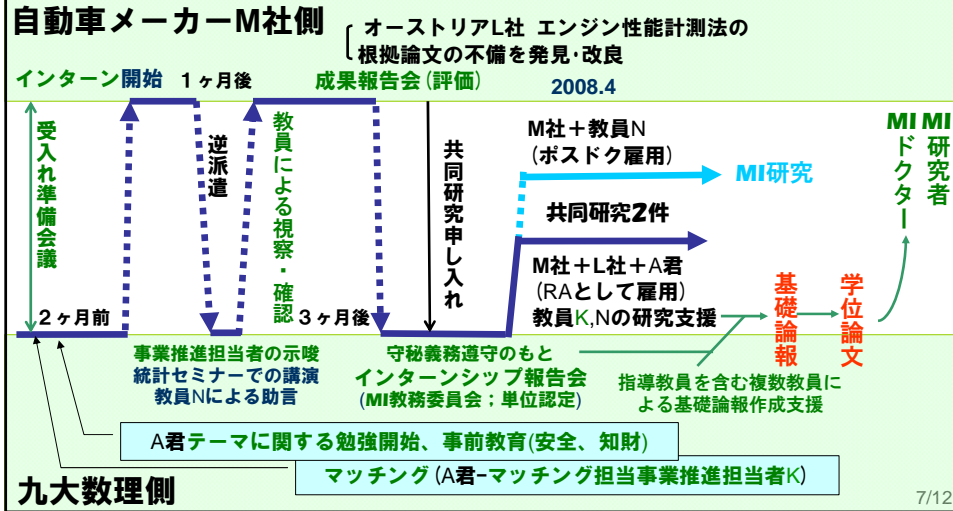 自動車メーカーM社側
オーストリアL社 エンジン性能計測法の
根拠論文の不備を発見・改良
インターン開始
1ヶ月後
成果報告会(評価)
2008.4
受入れ準備会議
逆派遣
教員による視察・確認
共同研究申し入れ
M社+教員N
(ポスドク雇用)
MI研究
共同研究2件
M社+L社+A君
(RAとして雇用)
教員K,Nの研究支援
MIドクター
MI研究者
基礎論報
学位論文
2ヶ月前
3ヶ月後
事業推進担当者の示唆
統計セミナーでの講演
教員Nによる助言
守秘義務遵守のもと
インターンシップ報告会
(MI教務委員会:単位認定)
指導教員を含む複数教員に
よる基礎論報作成支援
A君テーマに関する勉強開始、事前教育(安全、知財)
マッチング(A君-マッチング担当事業推進担当者K)
九大数理側
7/12